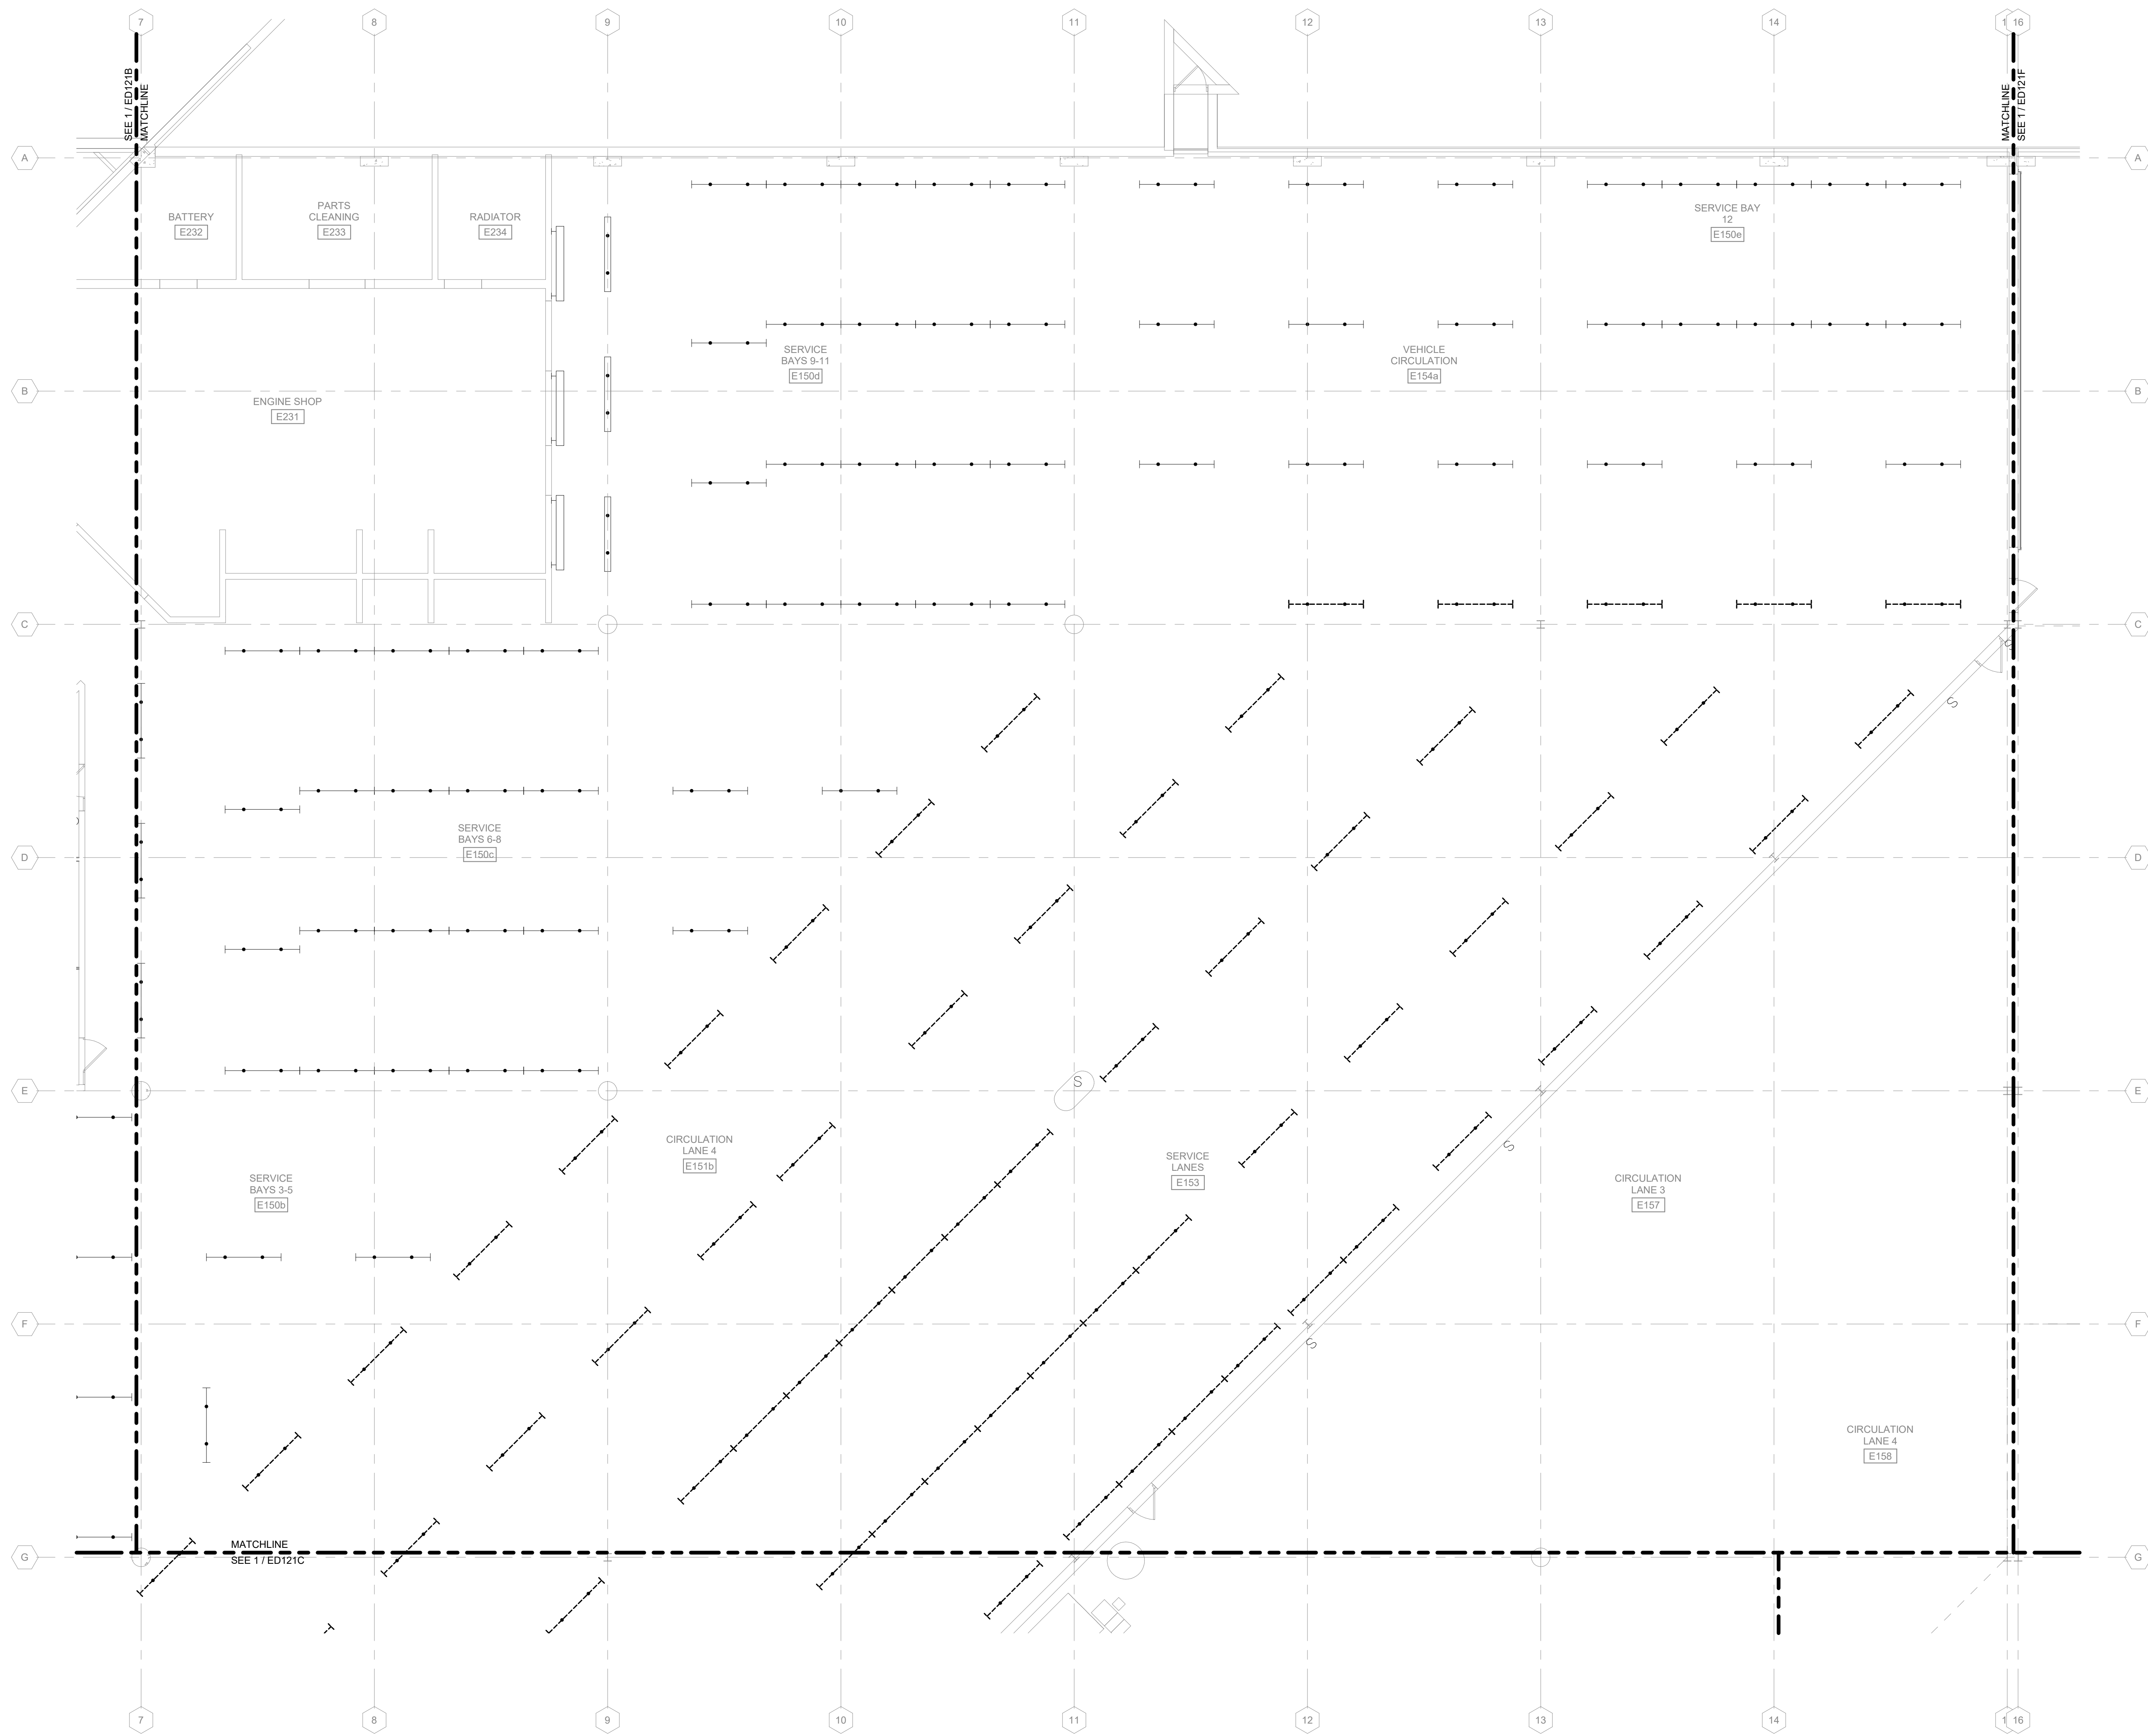 7
8
9
10
11
12
13
14
16
SEE 1 / ED121B
MATCHLINE
MATCHLINE
SEE 1 / ED121F
A
A
BATTERY
E232
PARTS
CLEANING
E233
RADIATOR
E234
SERVICE BAY
12
E150e
SERVICE
BAYS 9-11
E150d
VEHICLE
CIRCULATION
E154a
B
B
ENGINE SHOP
E231
C
C
S
S
SERVICE
BAYS 6-8
E150c
D
D
S
E
E
CIRCULATION
LANE 4
E151b
S
SERVICE
LANES
E153
SERVICE
BAYS 3-5
E150b
CIRCULATION
LANE 3
E157
F
F
S
CIRCULATION
LANE 4
E158
MATCHLINE
SEE 1 / ED121C
G
G
7
8
9
10
11
12
13
14
16